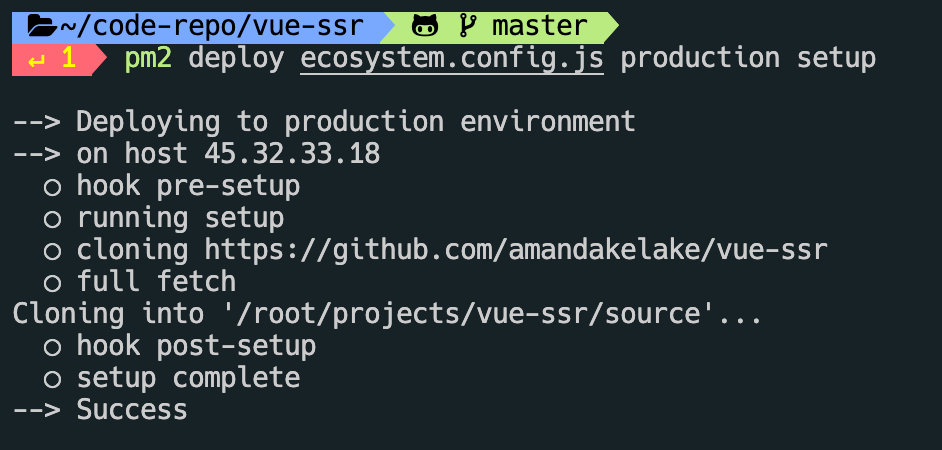 ~/code-repo/vue-ssr master
↵ 1 pm2 deploy ecosystem.config.js production setup
--> Deploying to production environment
--> on host 45.32.33.18
○ hook pre-setup
○ running setup
○ cloning https://github.com/amandakelake/vue-ssr
○ full fetch
Cloning into '/root/projects/vue-ssr/source'...
○ hook post-setup
○ setup complete
--> Success